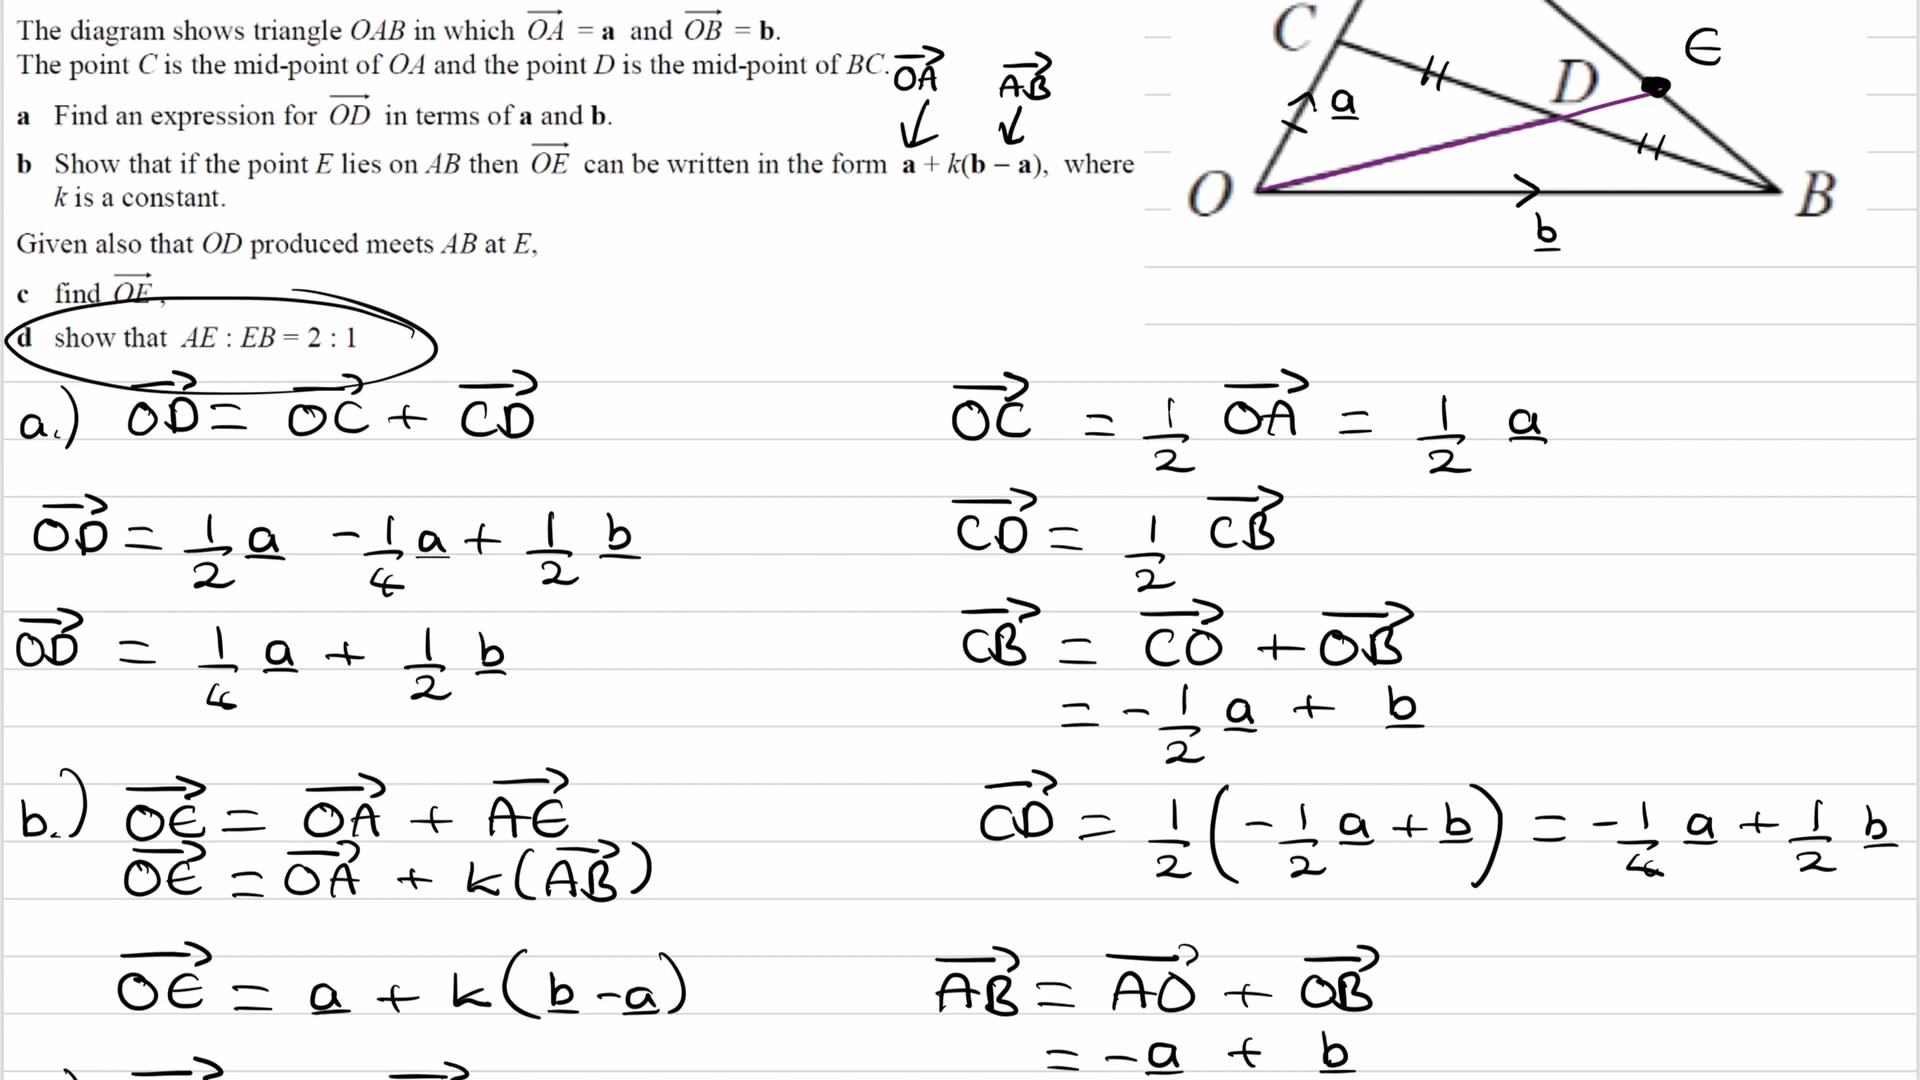 The diagram shows triangle OAB in which OA = a and OB = b.
The point C is the mid-point of OA and the point D is the mid-point of BC.
OA AB
a Find an expression for OD in terms of a and b.
b Show that if the point E lies on AB then OE can be written in the form a + k(b − a), where
k is a constant.
Given also that OD produced meets AB at E,
c find OE,
d show that AE : EB = 2 : 1
C
D
E
a
O
B
b
a.) OD = OC + CD
OC = 1/2 OA = 1/2 a
OD = 1/2 a - 1/4 a + 1/2 b
CD = 1/2 CB
OD = 1/4 a + 1/2 b
CB = CO + OB
= -1/2 a + b
b.) OE = OA + AE
CD = 1/2 (-1/2 a + b) = -1/4 a + 1/2 b
OE = OA + k(AB)
OE = a + k(b - a)
AB = AO + OB
= -a + b